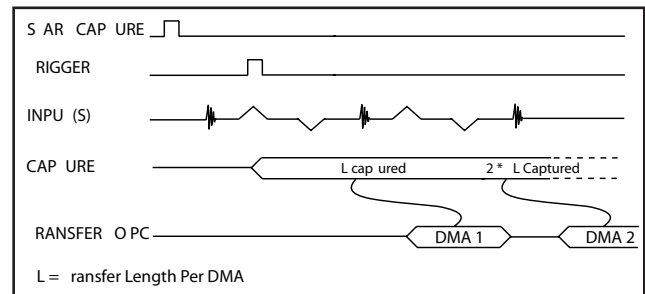 S AR CAP URE
RIGGER
INPU (S)
CAP URE
L cap ured
2 * L Captured
RANSFER O PC
DMA 1
DMA 2
L = ransfer Length Per DMA